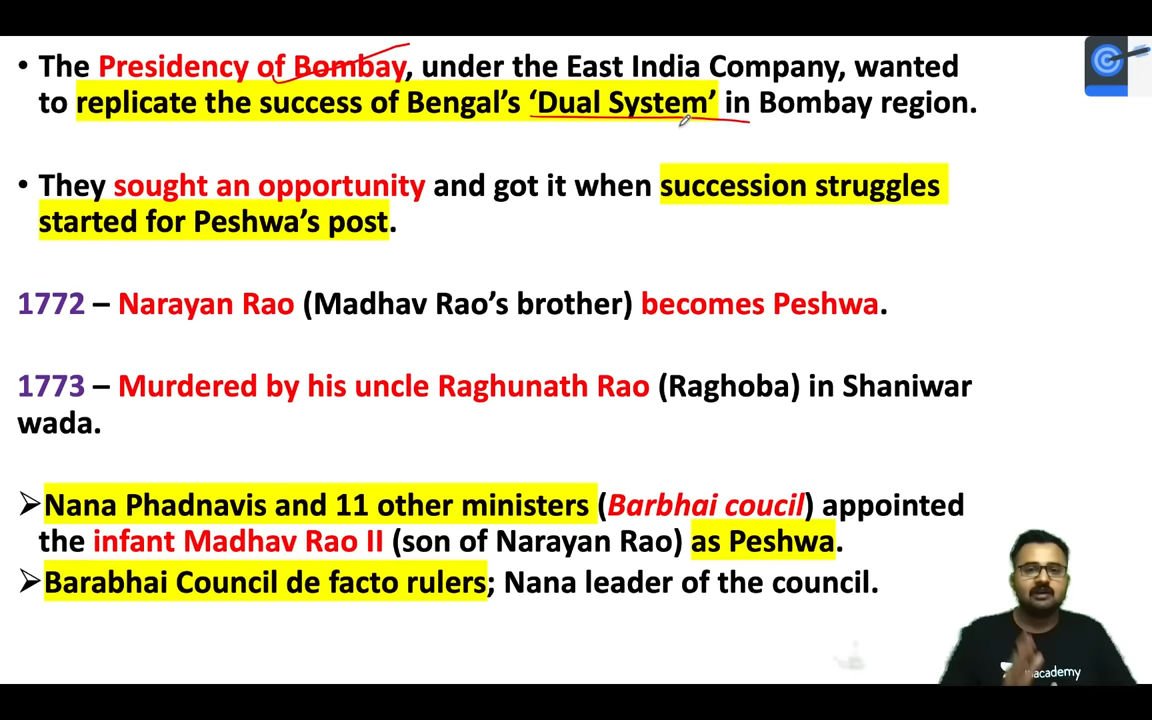 • The Presidency of Bombay, under the East India Company, wanted
to replicate the success of Bengal's 'Dual System' in Bombay region.
• They sought an opportunity and got it when succession struggles
started for Peshwa's post.
1772 – Narayan Rao (Madhav Rao's brother) becomes Peshwa.
1773 – Murdered by his uncle Raghunath Rao (Raghoba) in Shaniwar
wada.
➢Nana Phadnavis and 11 other ministers (Barbhai coucil) appointed
the infant Madhav Rao II (son of Narayan Rao) as Peshwa.
➢Barabhai Council de facto rulers; Nana leader of the council.